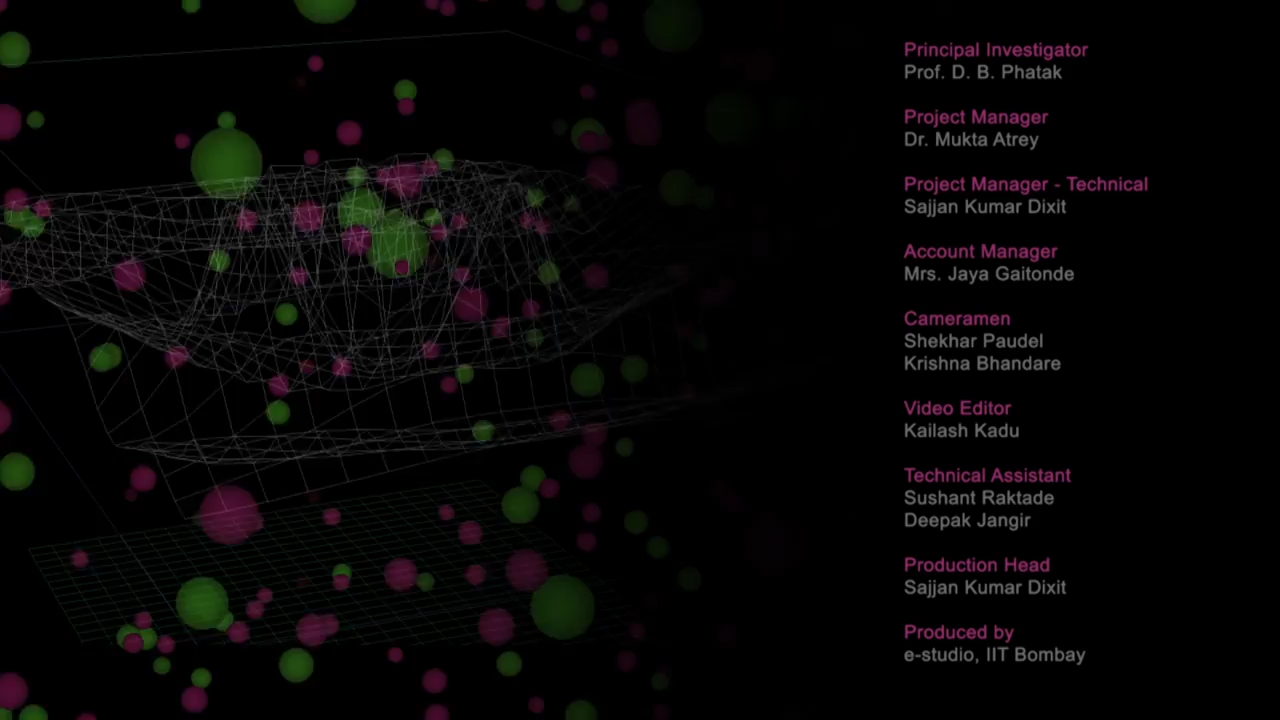 Principal Investigator
Prof. D. B. Phatak
Project Manager
Dr. Mukta Atrey
Project Manager - Technical
Sajjan Kumar Dixit
Account Manager
Mrs. Jaya Gaitonde
Cameramen
Shekhar Paudel
Krishna Bhandare
Video Editor
Kailash Kadu
Technical Assistant
Sushant Raktade
Deepak Jangir
Production Head
Sajjan Kumar Dixit
Produced by
e-studio, IIT Bombay